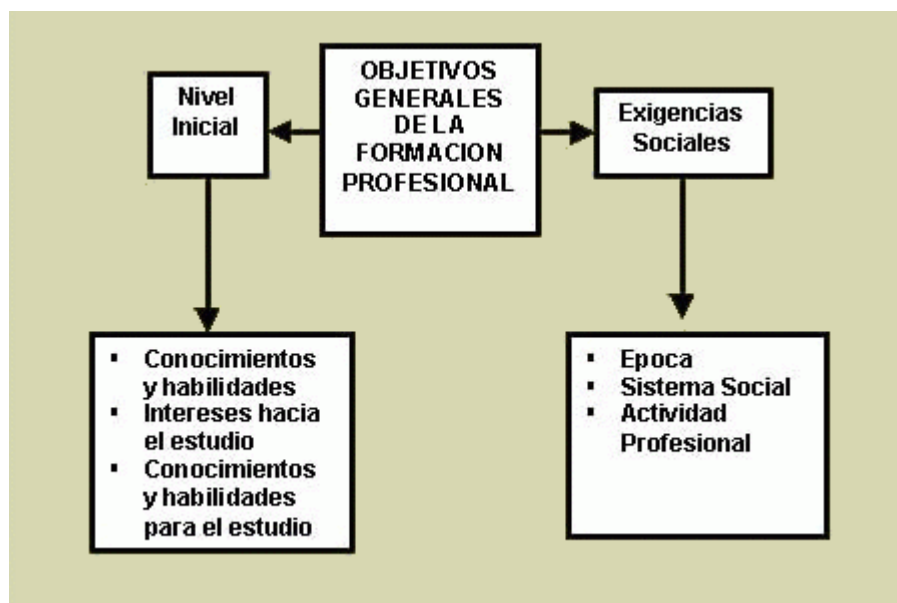 OBJETIVOS
GENERALES
DE LA
FORMACION
PROFESIONAL
Nivel
Inicial
Exigencias
Sociales
▪ Conocimientos
y habilidades
▪ Intereses hacia
el estudio
▪ Conocimientos
y habilidades
para el estudio
▪ Epoca
▪ Sistema Social
▪ Actividad
Profesional